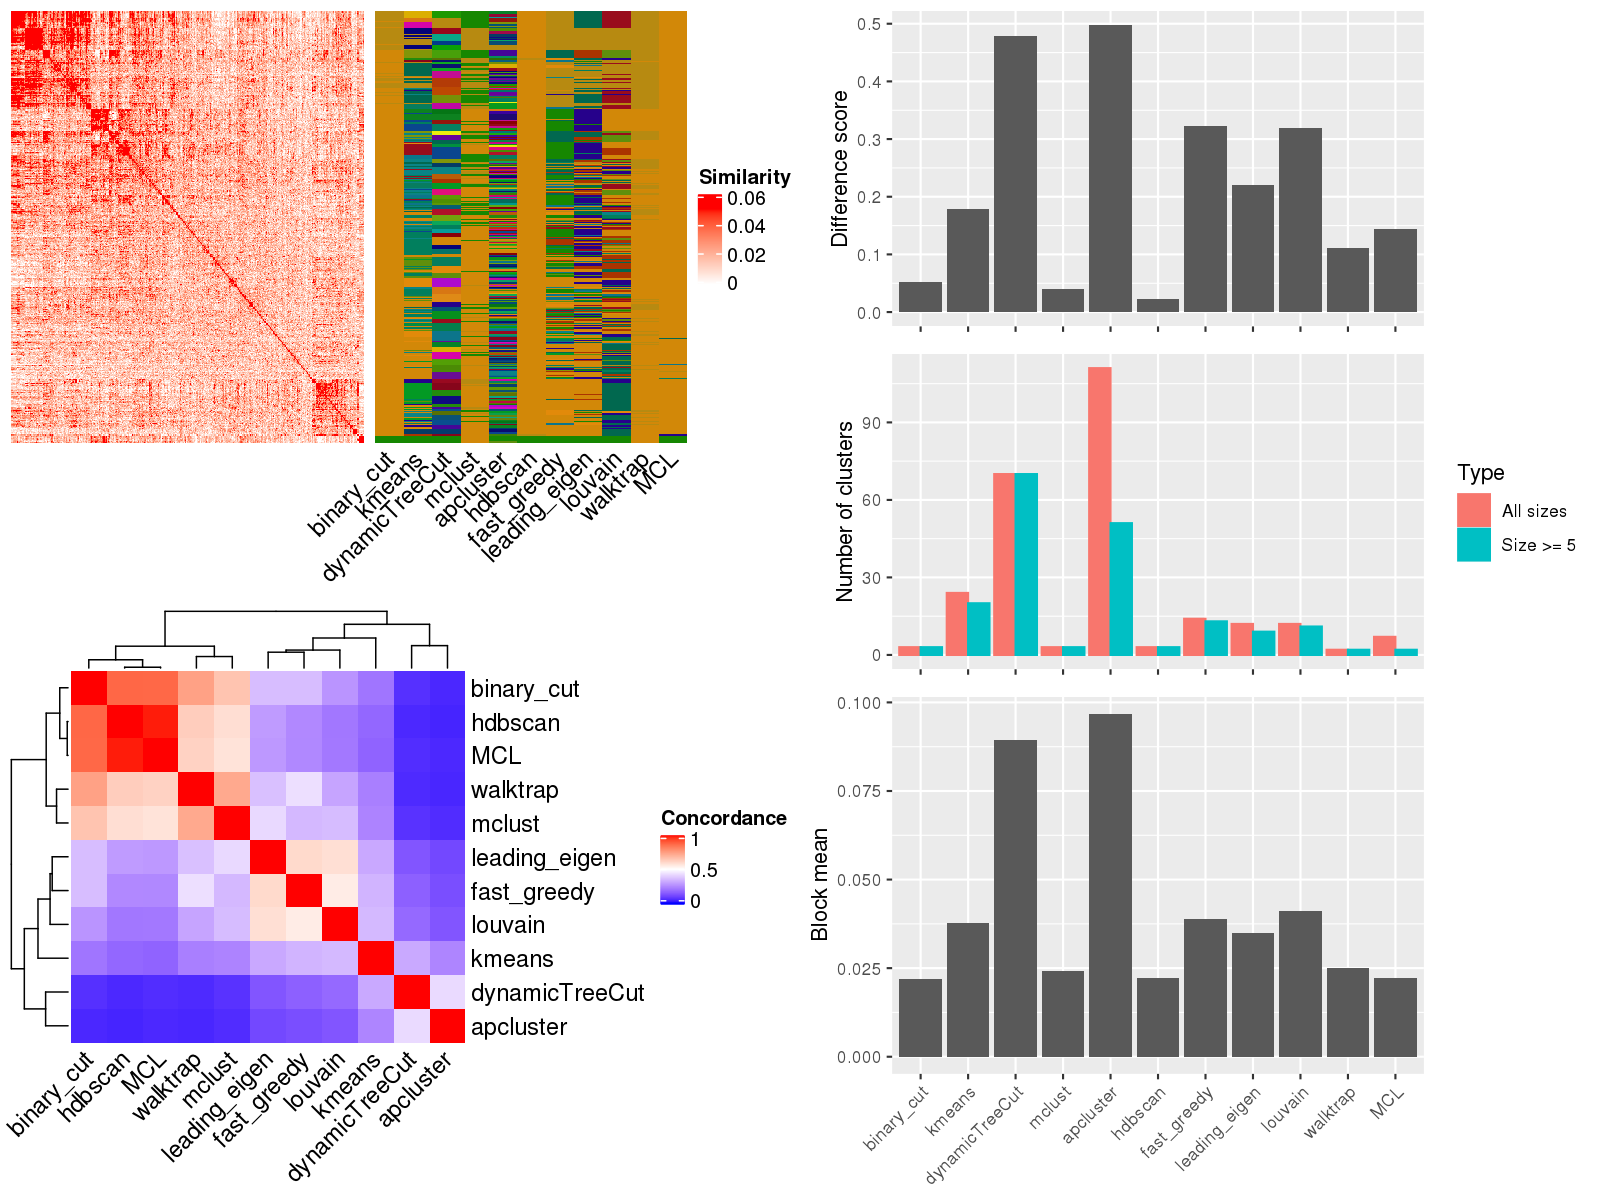 Similarity
0.06
0.04
0.02
0
binary_cut
kmeans
dynamicTreeCut
mclust
apcluster
hdbscan
fast_greedy
leading_eigen
louvain
walktrap
MCL
binary_cut
hdbscan
MCL
walktrap
mclust
leading_eigen
fast_greedy
louvain
kmeans
dynamicTreeCut
apcluster
binary_cut
hdbscan
MCL
walktrap
mclust
leading_eigen
fast_greedy
louvain
kmeans
dynamicTreeCut
apcluster
Concordance
1
0.5
0
Difference score
0.5
0.4
0.3
0.2
0.1
0.0
Number of clusters
90
60
30
0
Type
All sizes
Size >= 5
Block mean
0.100
0.075
0.050
0.025
0.000
binary_cut
kmeans
dynamicTreeCut
mclust
apcluster
hdbscan
fast_greedy
leading_eigen
louvain
walktrap
MCL